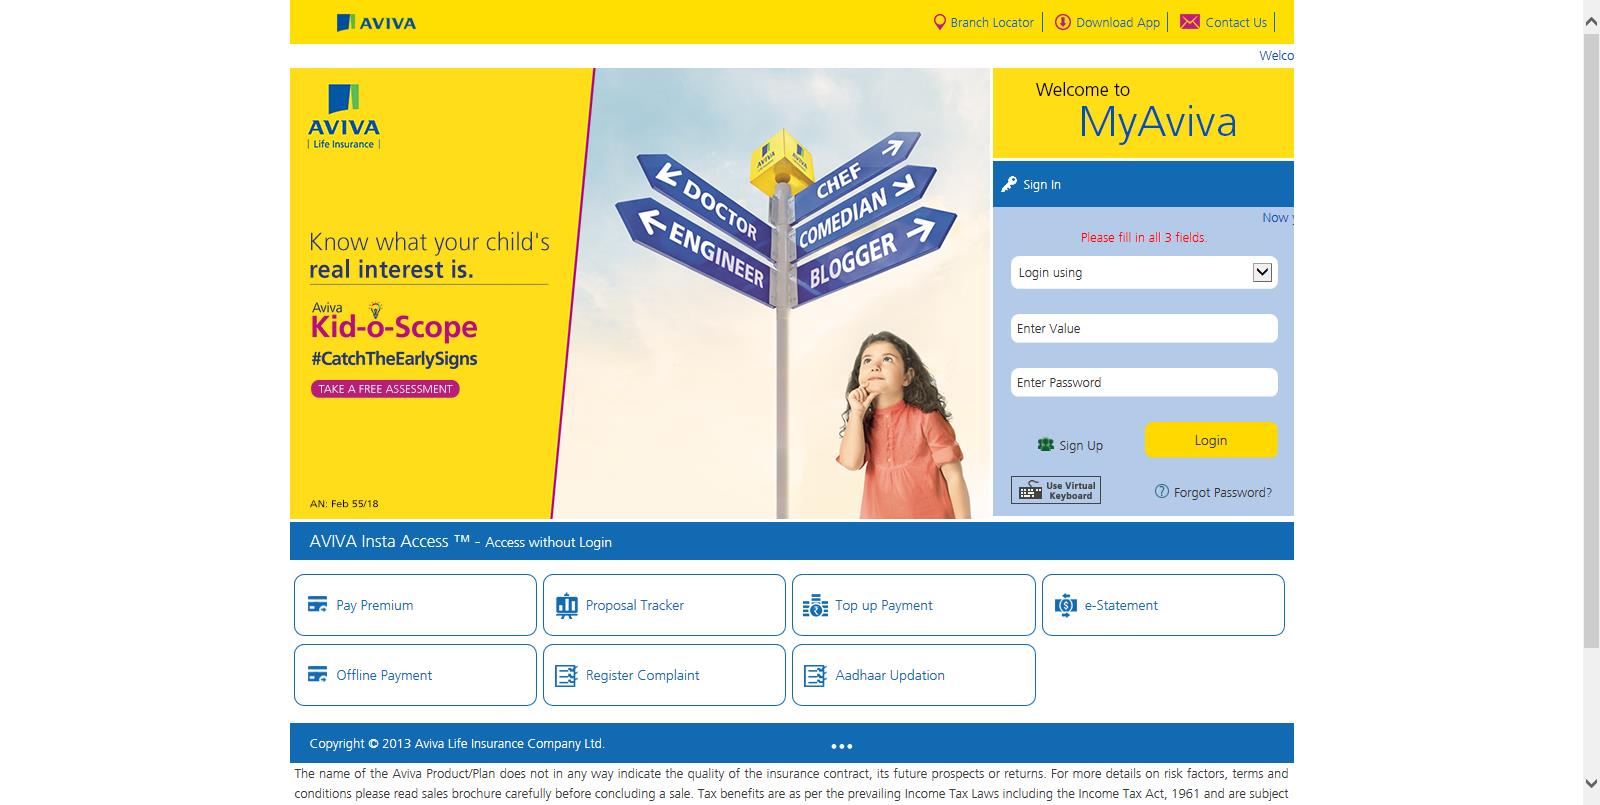 AVIVA
Branch Locator
Download App
Contact Us
Welco
AVIVA
Life Insurance
Know what your child's
real interest is.
Aviva
Kid-o-Scope
#CatchTheEarlySigns
TAKE A FREE ASSESSMENT
AN: Feb 55/18
AVIVA
DOCTOR
ENGINEER
CHEF
COMEDIAN
BLOGGER
Welcome to
MyAviva
Sign In
Now
Please fill in all 3 fields.
Login using
Enter Value
Enter Password
Sign Up
Login
Use Virtual
Keyboard
Forgot Password?
AVIVA Insta Access ™ - Access without Login
Pay Premium
Proposal Tracker
Top up Payment
e-Statement
Offline Payment
Register Complaint
Aadhaar Updation
Copyright © 2013 Aviva Life Insurance Company Ltd.
The name of the Aviva Product/Plan does not in any way indicate the quality of the insurance contract, its future prospects or returns. For more details on risk factors, terms and
conditions please read sales brochure carefully before concluding a sale. Tax benefits are as per the prevailing Income Tax Laws including the Income Tax Act, 1961 and are subject